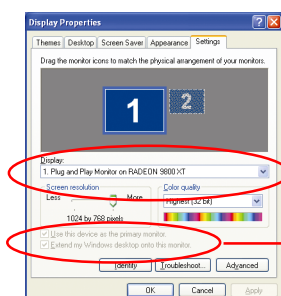 Display Properties
Themes Desktop Screen Saver Appearance Settings
Drag the monitor icons to match the physical arrangement of your monitors.
1 2
Display:
1. Plug and Play Monitor on RADEON 9800 XT
Screen resolution Color quality
Less More Highest (32 bit)
1024 by 768 pixels
Use this device as the primary monitor.
Extend my Windows desktop onto this monitor.
Identify Troubleshoot... Advanced
OK Cancel Apply